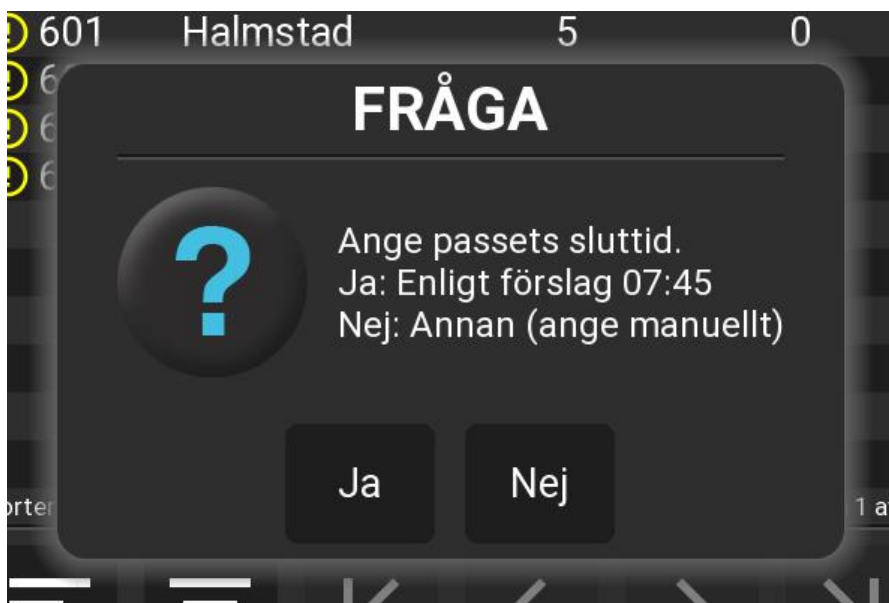 601 Halmstad 5 0
FRÅGA
?
Ange passets sluttid.
Ja: Enligt förslag 07:45
Nej: Annan (ange manuellt)
Ja Nej